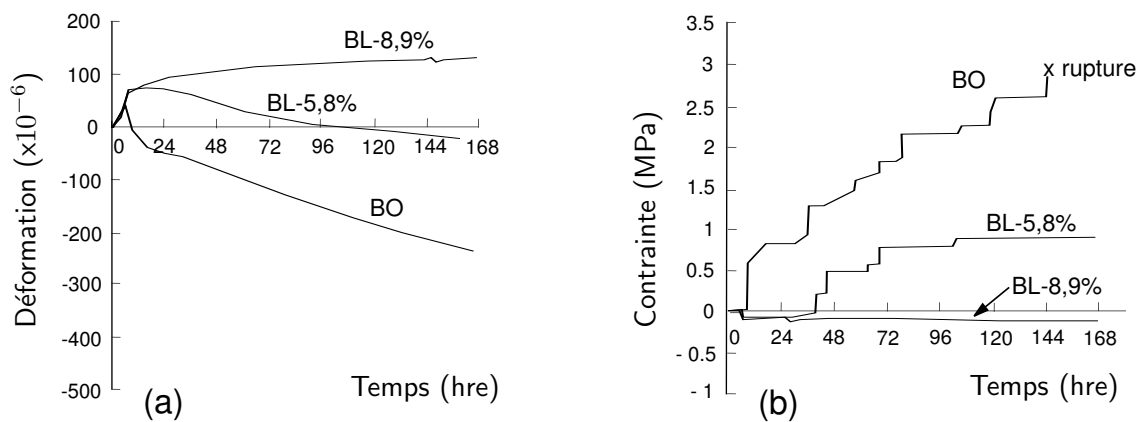 200
100
0
-100
-200
-300
-400
-500
Déformation (x10⁻⁶)
BL-8,9%
BL-5,8%
BO
0 24 48 72 96 120 144 168
Temps (hre)
(a)
3.5
3
2.5
2
1.5
1
0.5
0
- 0.5
- 1
Contrainte (MPa)
x rupture
BO
BL-5,8%
BL-8,9%
0 24 48 72 96 120 144 168
Temps (hre)
(b)